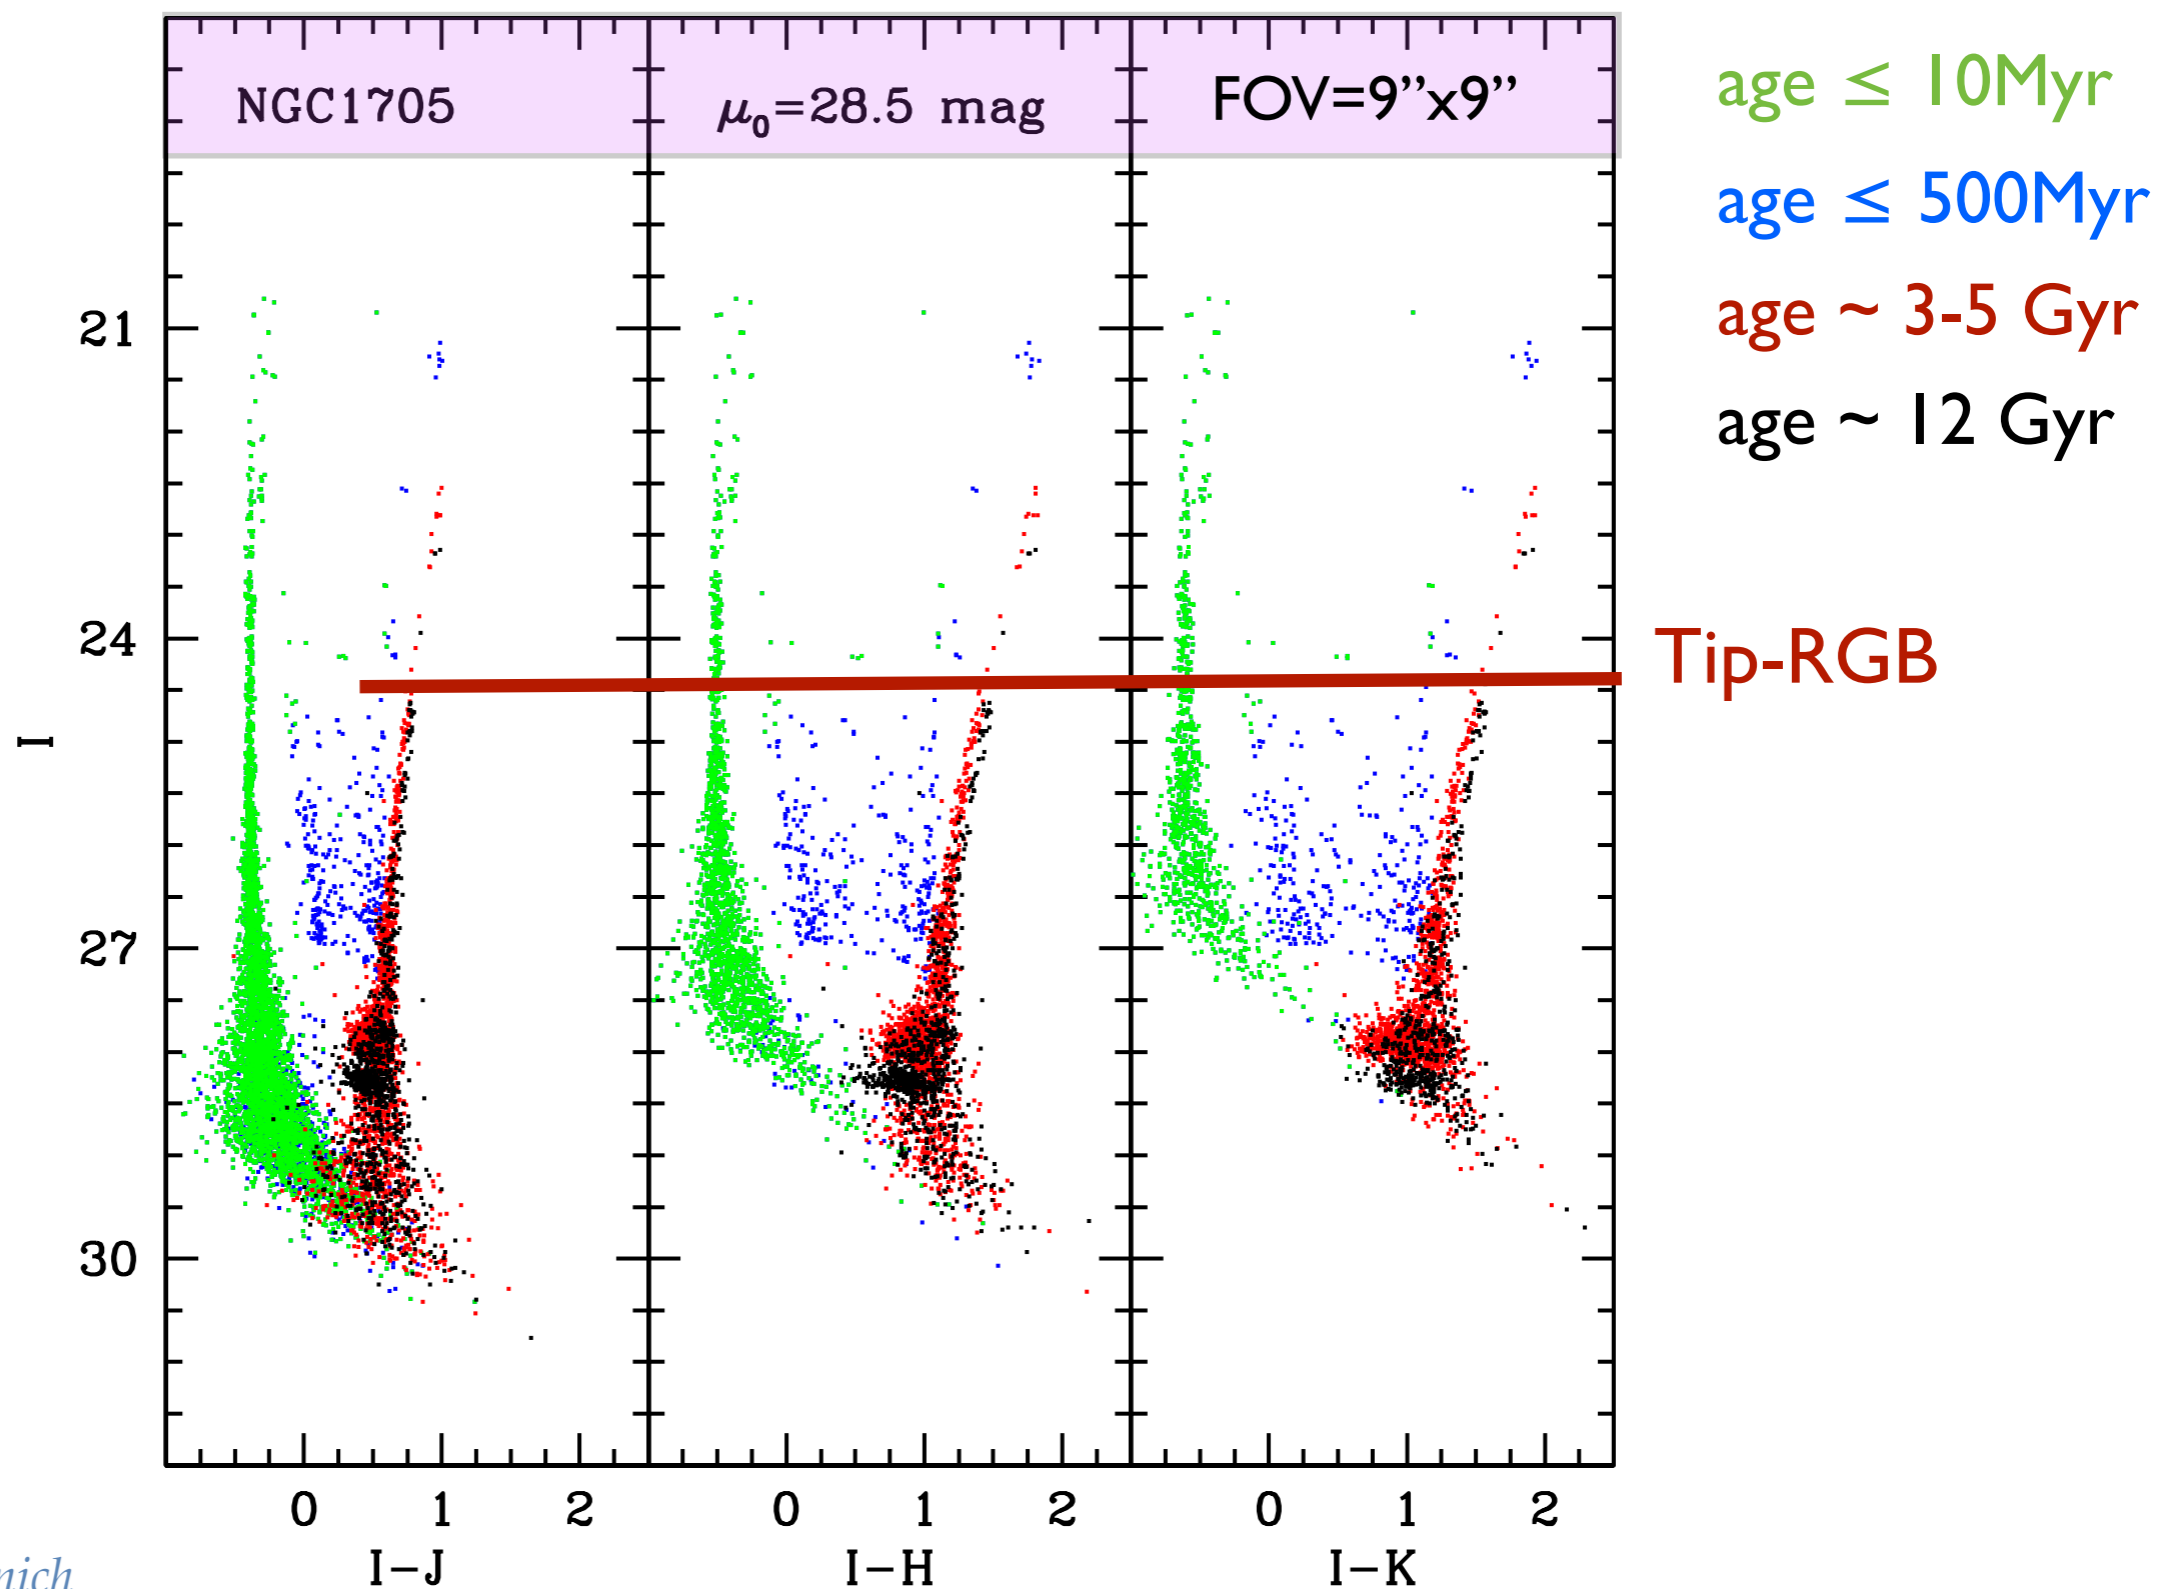 NGC1705
μ₀=28.5 mag
FOV=9”x9”
age ≤ 10Myr
age ≤ 500Myr
age ~ 3-5 Gyr
age ~ 12 Gyr
21
24
27
30
I
Tip-RGB
0 1 2
0 1 2
0 1 2
I-J
I-H
I-K